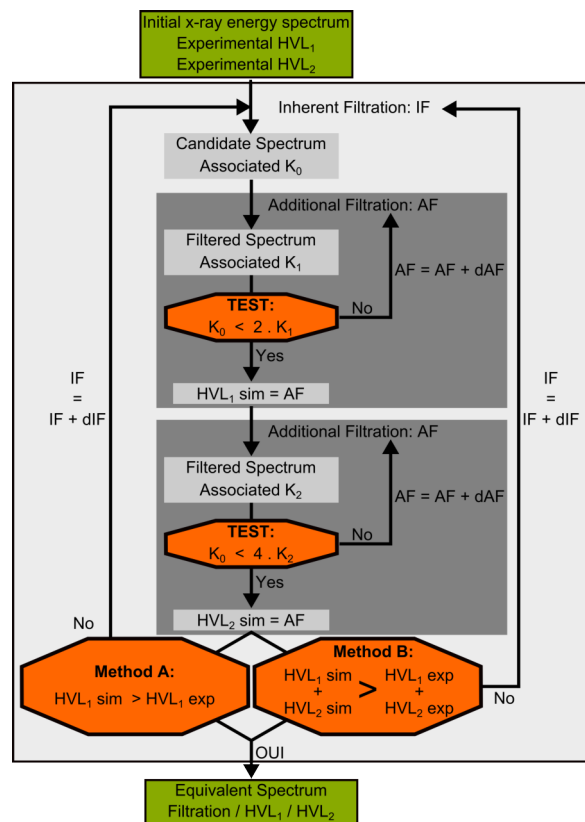 Initial x-ray energy spectrum
Experimental HVL₁
Experimental HVL₂
Inherent Filtration: IF
Candidate Spectrum
Associated K₀
Additional Filtration: AF
Filtered Spectrum
Associated K₁
AF = AF + dAF
TEST:
K₀ < 2 . K₁
No
Yes
HVL₁ sim = AF
IF
=
IF + dIF
IF
=
IF + dIF
Additional Filtration: AF
Filtered Spectrum
Associated K₂
AF = AF + dAF
TEST:
K₀ < 4 . K₂
No
Yes
HVL₂ sim = AF
No
Method A:
HVL₁ sim > HVL₁ exp
Method B:
HVL₁ sim
+
HVL₂ sim
>
HVL₁ exp
+
HVL₂ exp
No
OUI
Equivalent Spectrum
Filtration / HVL₁ / HVL₂